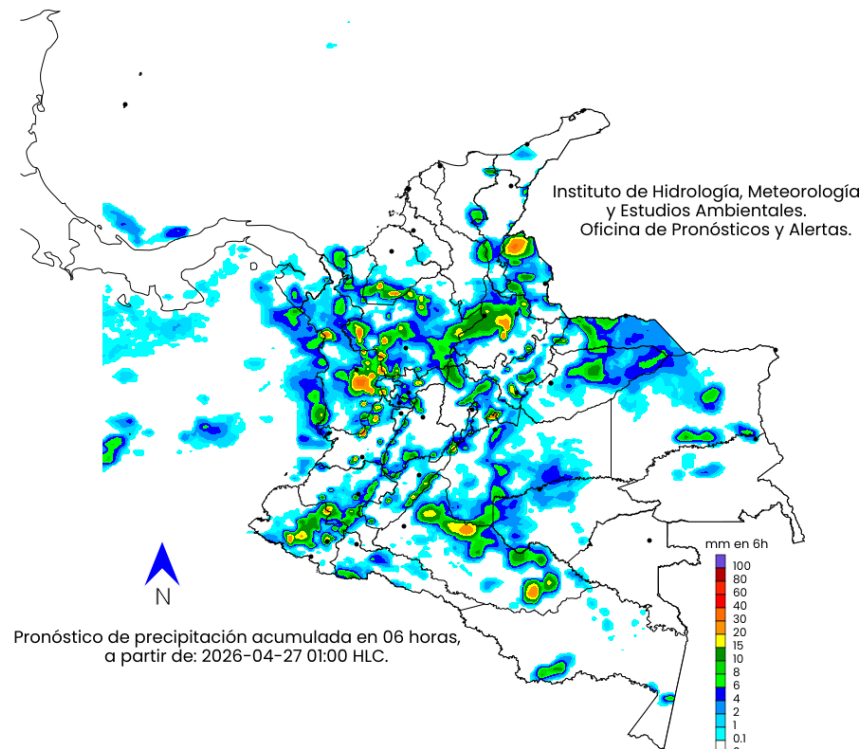 Instituto de Hidrología, Meteorología
y Estudios Ambientales.
Oficina de Pronósticos y Alertas.
N
Pronóstico de precipitación acumulada en 06 horas,
a partir de: 2026-04-27 01:00 HLC.
mm en 6h
100
80
60
40
30
20
15
10
8
6
4
2
1
0.1